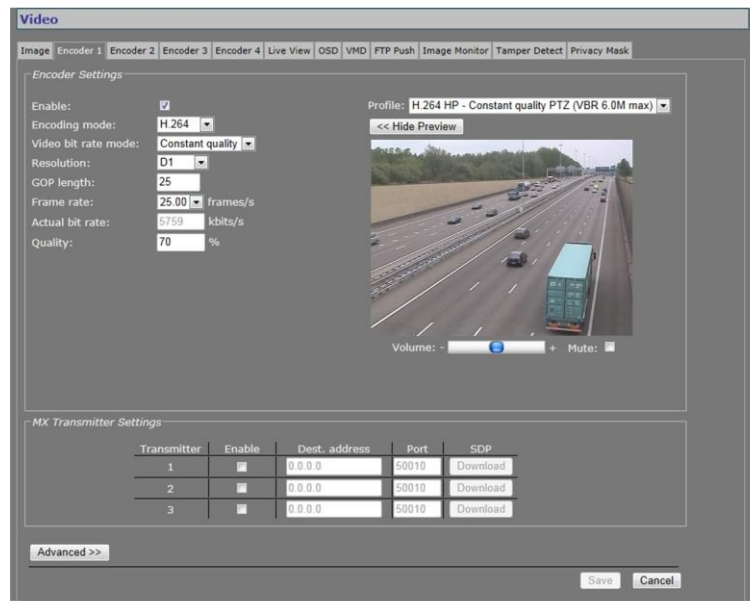 Video
Image Encoder 1 Encoder 2 Encoder 3 Encoder 4 Live View OSD VMD FTP Push Image Monitor Tamper Detect Privacy Mask
Encoder Settings
Enable:
Profile: H.264 HP - Constant quality PTZ (VBR 6.0M max)
Encoding mode: H.264
<< Hide Preview
Video bit rate mode: Constant quality
Resolution: D1
GOP length: 25
Frame rate: 25.00 frames/s
Actual bit rate: 5759 kbits/s
Quality: 70 %
Volume: - + Mute:
MX Transmitter Settings
Transmitter Enable Dest. address Port SDP
1 0.0.0.0 50010 Download
2 0.0.0.0 50010 Download
3 0.0.0.0 50010 Download
Advanced >>
Save Cancel